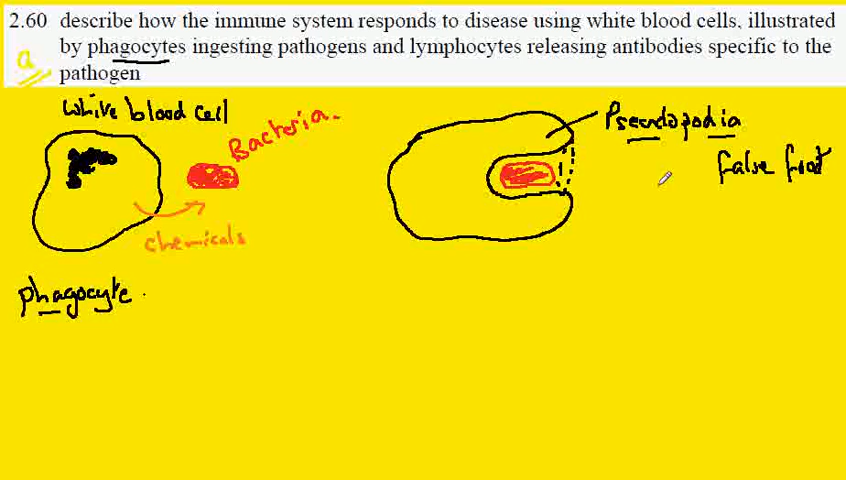 2.60 describe how the immune system responds to disease using white blood cells, illustrated
by phagocytes ingesting pathogens and lymphocytes releasing antibodies specific to the
a
pathogen
White blood cell
Bacteria.
Pseudopodia
false foot
chemicals
phagocyte.